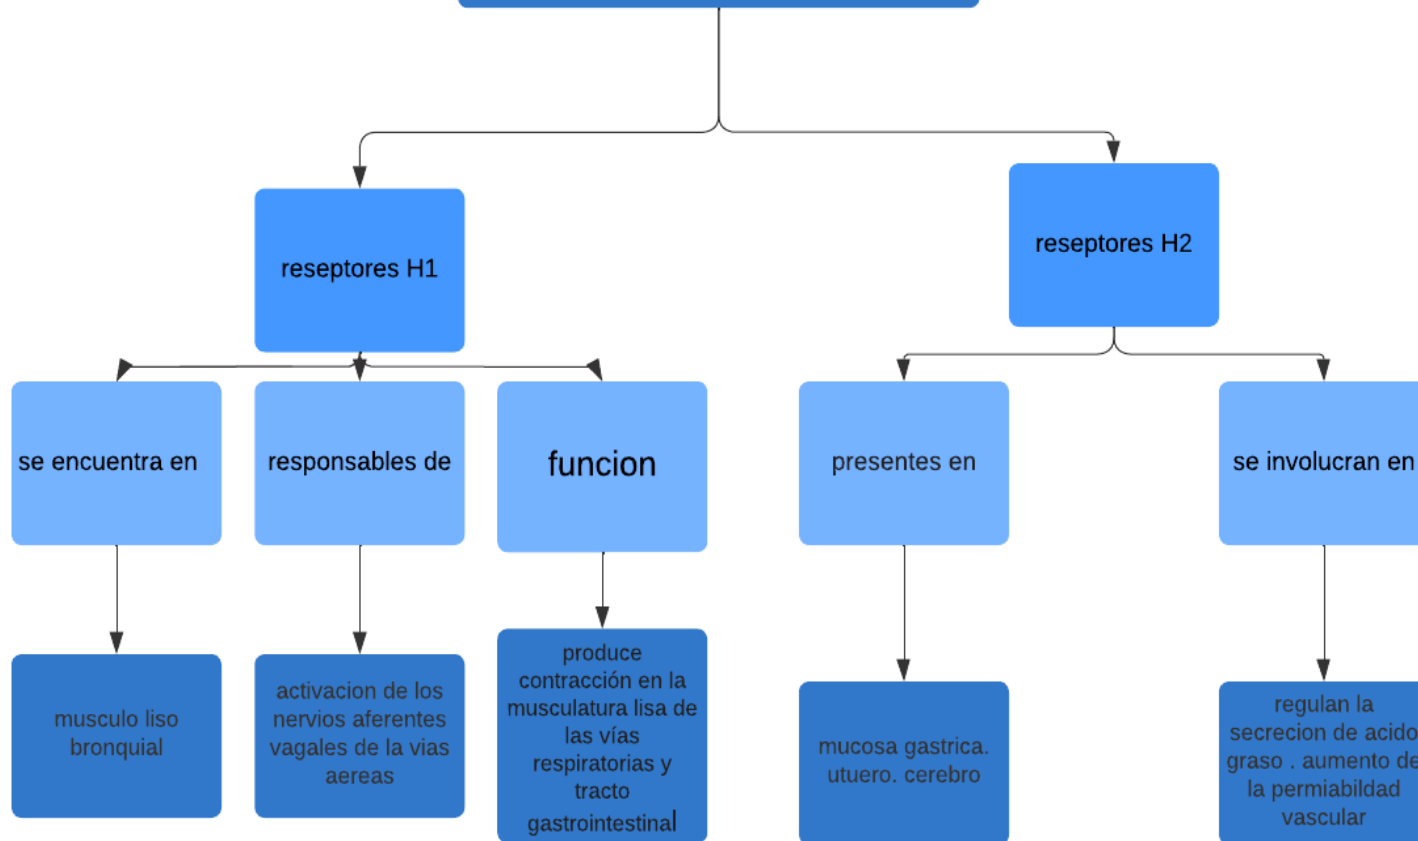 reseptores H1
reseptores H2
se encuentra en
responsables de
funcion
presentes en
se involucran en
musculo liso
bronquial
activacion de los
nervios aferentes
vagales de la vias
aereas
produce
contracción en la
musculatura lisa de
las vías
respiratorias y
tracto
gastrointestinal
mucosa gastrica.
utuero. cerebro
regulan la
secrecion de acido
graso . aumento de
la permiabildad
vascular